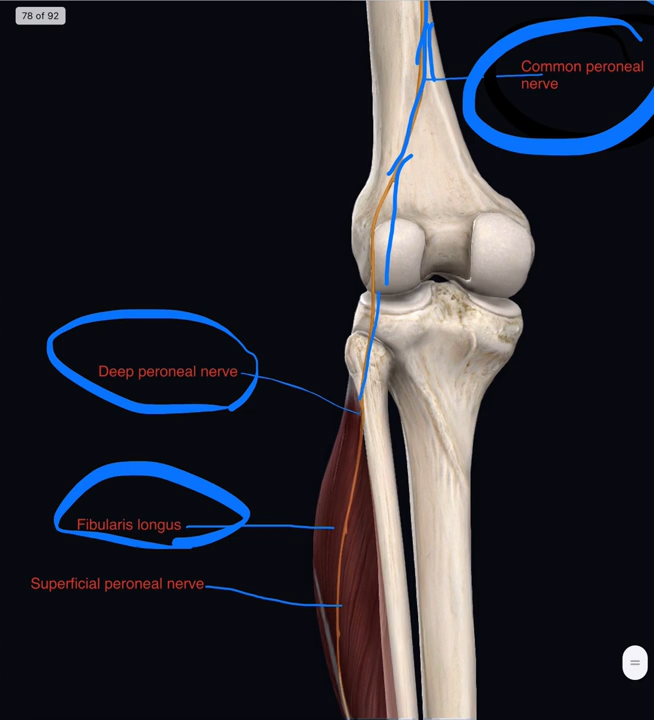 78 of 92
Common peroneal
nerve
Deep peroneal nerve
Fibularis longus
Superficial peroneal nerve